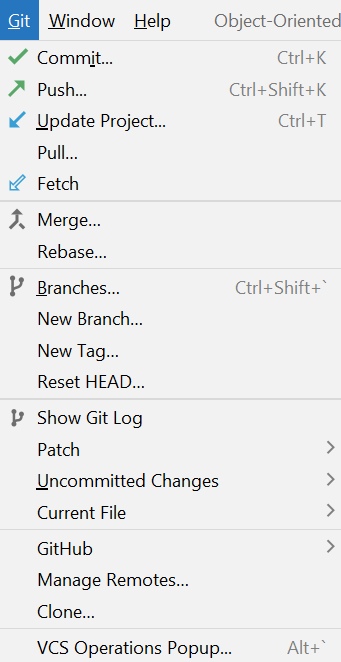 Git Window Help Object-Oriented
Commit... Ctrl+K
Push... Ctrl+Shift+K
Update Project... Ctrl+T
Pull...
Fetch
Merge...
Rebase...
Branches... Ctrl+Shift+`
New Branch...
New Tag...
Reset HEAD...
Show Git Log
Patch
Uncommitted Changes
Current File
GitHub
Manage Remotes...
Clone...
VCS Operations Popup... Alt+`